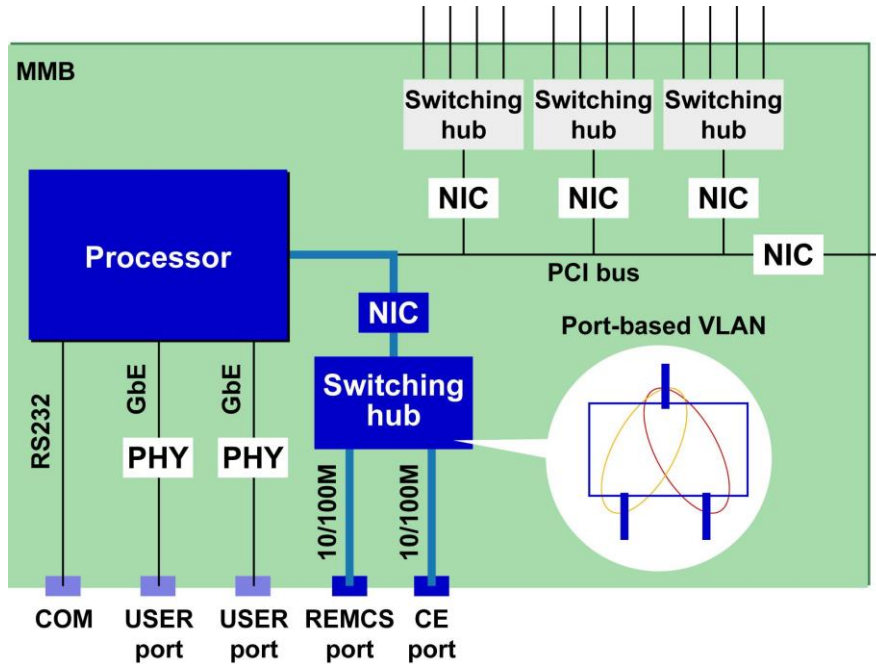 MMB
Switching
hub
Switching
hub
Switching
hub
NIC
NIC
NIC
Processor
NIC
PCI bus
NIC
Port-based VLAN
Switching
hub
RS232
GbE
GbE
PHY
PHY
10/100M
10/100M
COM
USER
port
USER
port
REMCS
port
CE
port